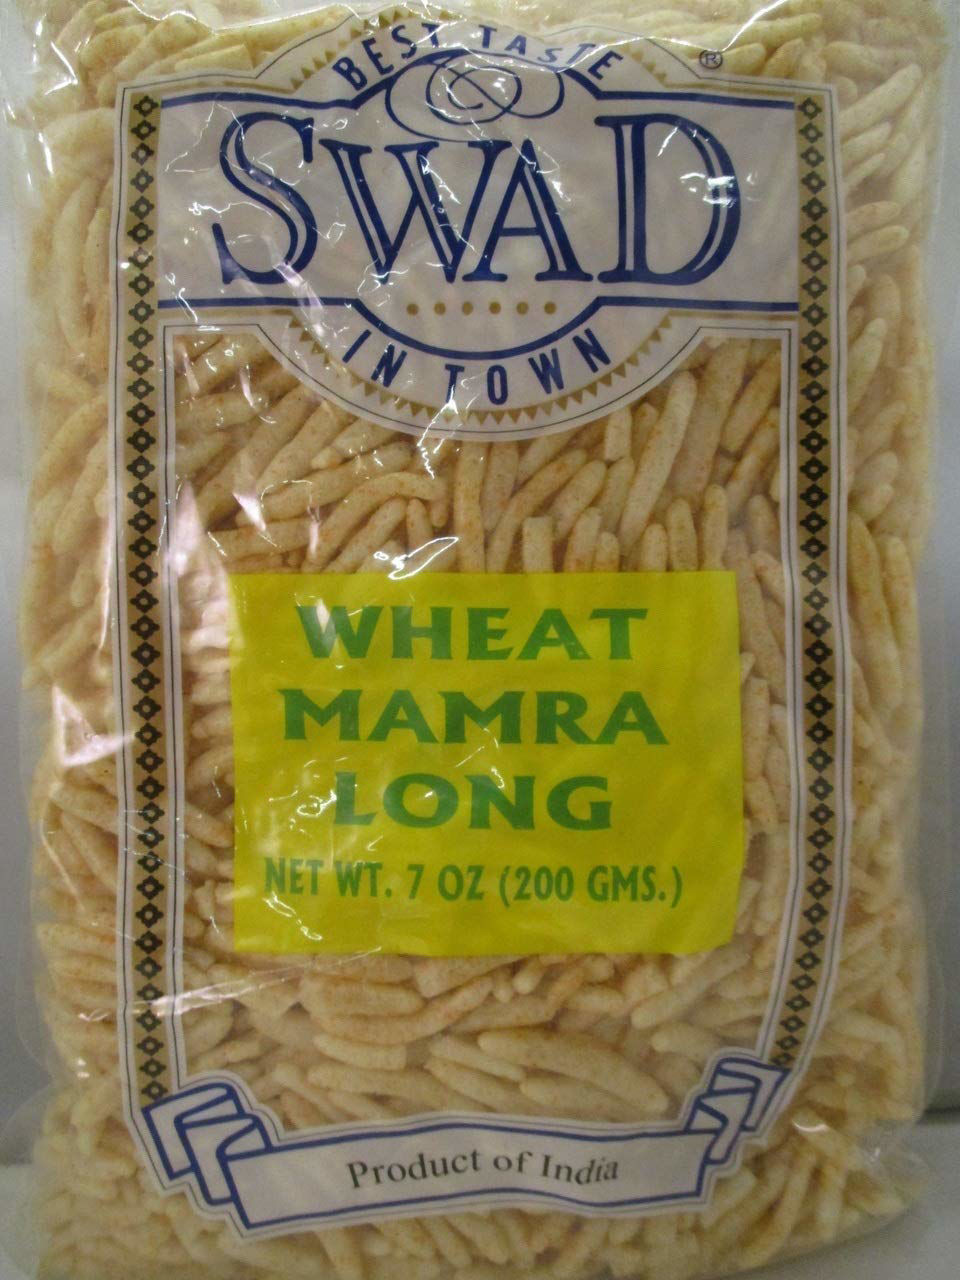 BEST TASTE
®
SWAD
IN TOWN
WHEAT
MAMRA
LONG
NET WT. 7 OZ (200 GMS.)
Product of India